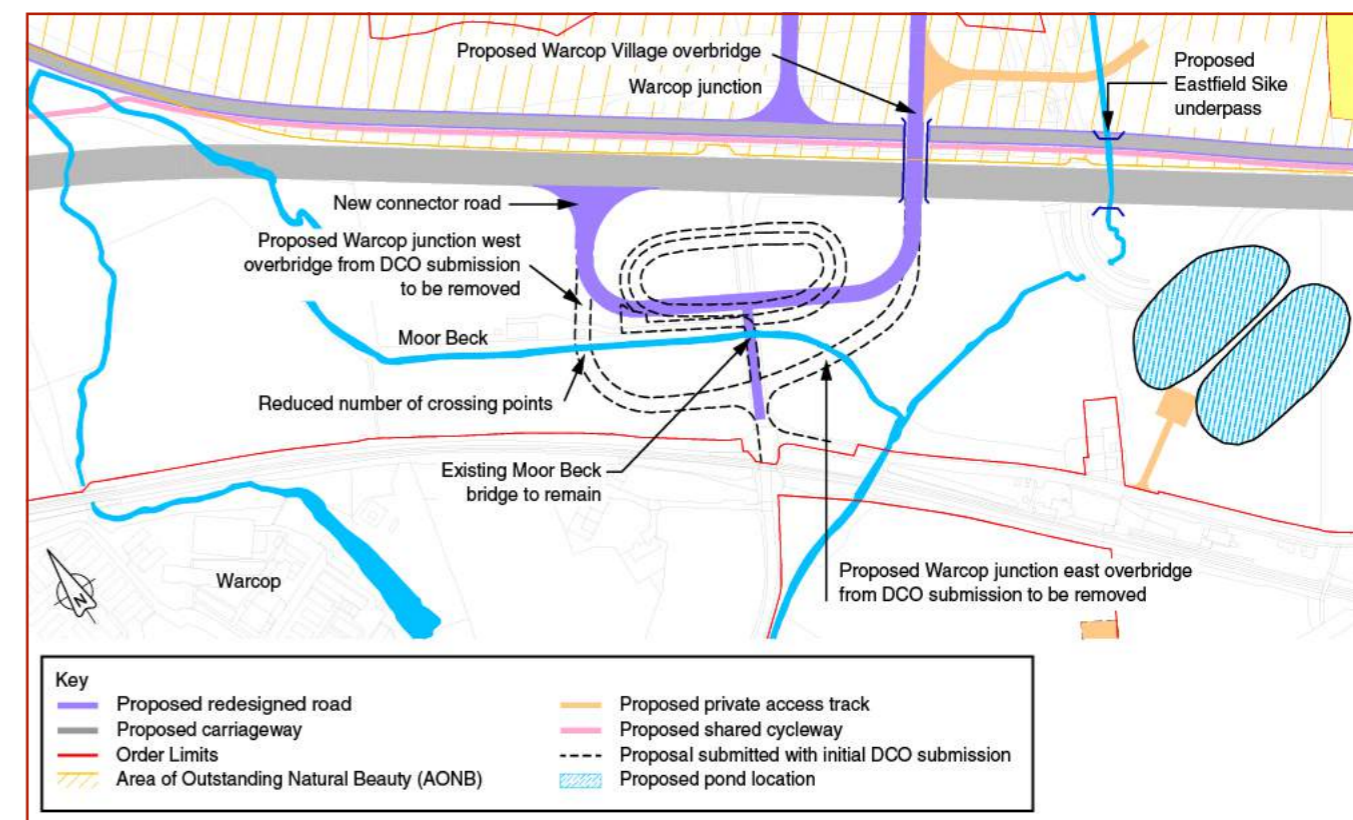 Proposed Warcop Village overbridge
Warcop junction
Proposed
Eastfield Sike
underpass
New connector road
Proposed Warcop junction west
overbridge from DCO submission
to be removed
Moor Beck
Reduced number of crossing points
Existing Moor Beck
bridge to remain
Proposed Warcop junction east overbridge
from DCO submission to be removed
Warcop
N
Key
Proposed redesigned road
Proposed carriageway
Order Limits
Area of Outstanding Natural Beauty (AONB)
Proposed private access track
Proposed shared cycleway
Proposal submitted with initial DCO submission
Proposed pond location